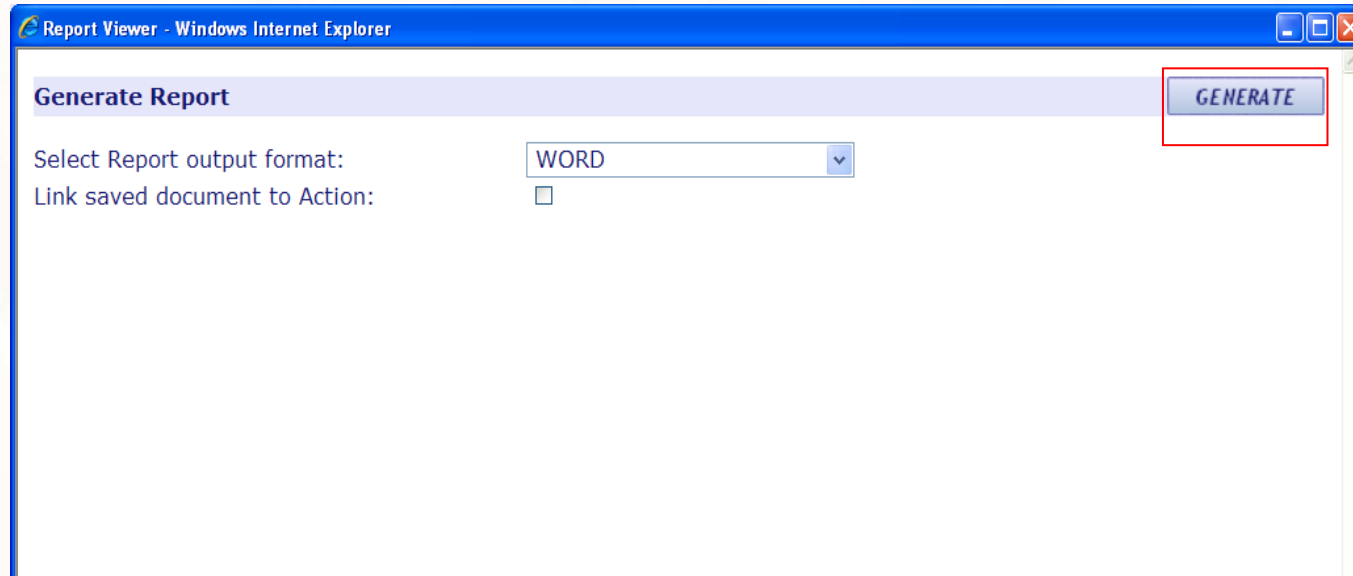 Report Viewer - Windows Internet Explorer
Generate Report
GENERATE
Select Report output format:
WORD
Link saved document to Action: